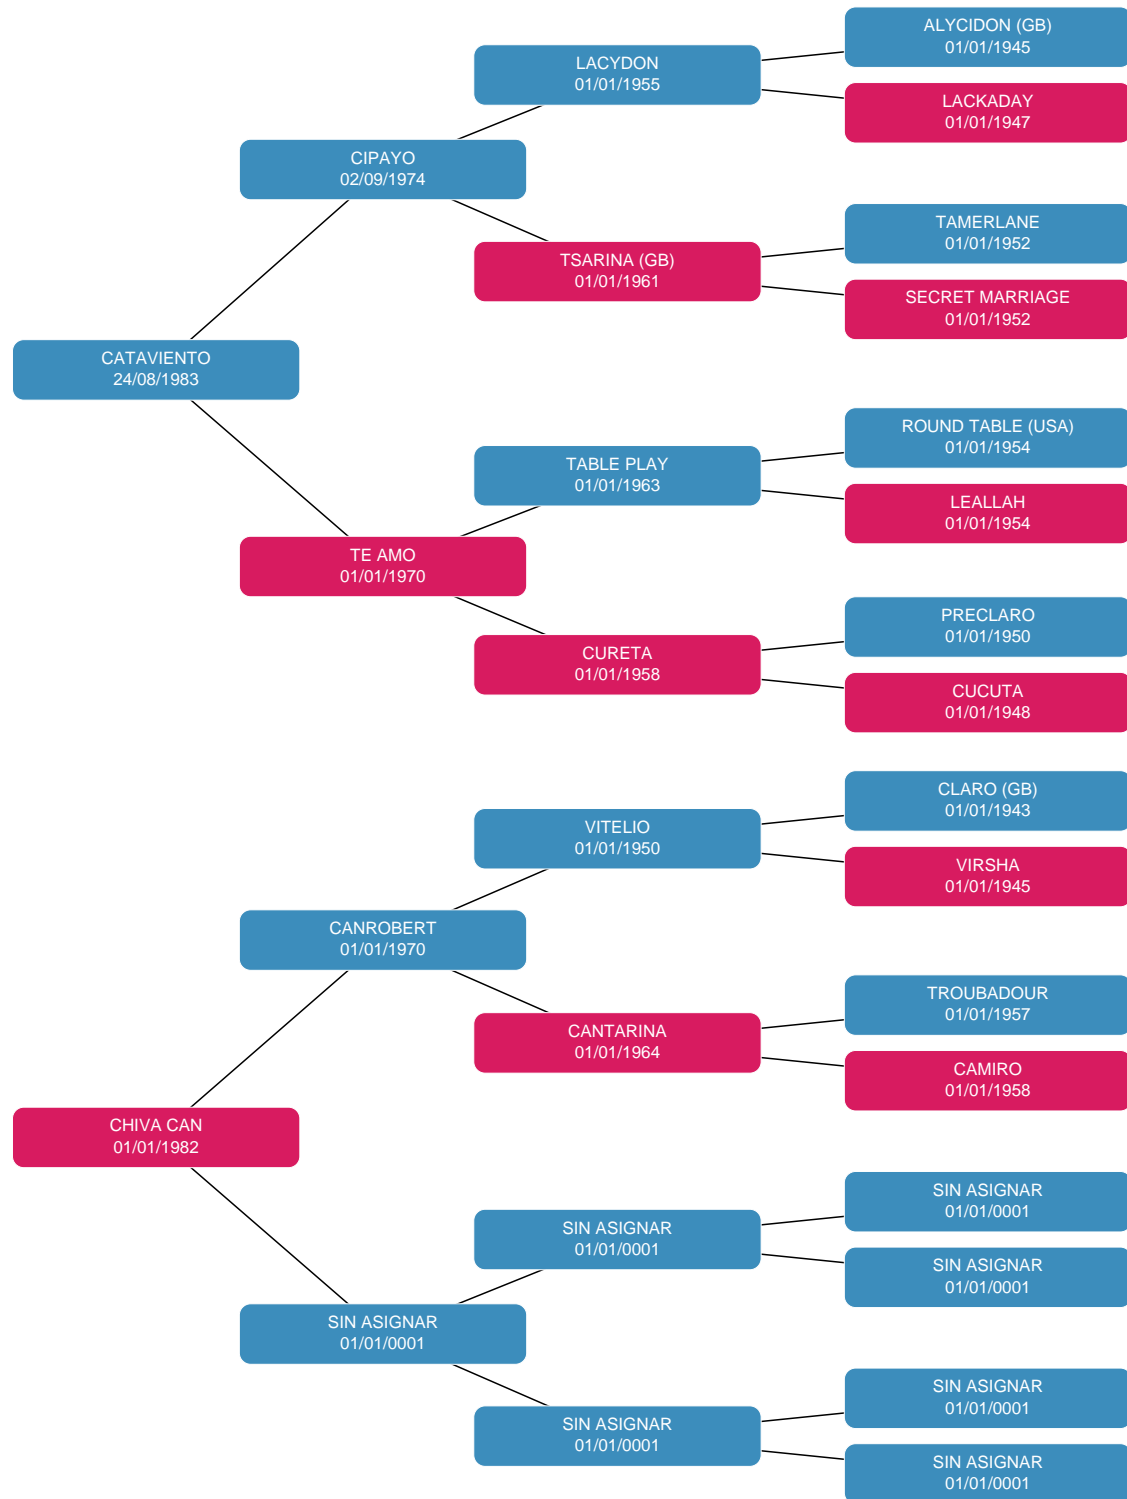 ALYCIDON (GB)
01/01/1945
LACYDON
01/01/1955
LACKADAY
01/01/1947
CIPAYO
02/09/1974
TAMERLANE
01/01/1952
TSARINA (GB)
01/01/1961
SECRET MARRIAGE
01/01/1952
CATAVIENTO
24/08/1983
ROUND TABLE (USA)
01/01/1954
TABLE PLAY
01/01/1963
LEALLAH
01/01/1954
TE AMO
01/01/1970
PRECLARO
01/01/1950
CURETA
01/01/1958
CUCUTA
01/01/1948
CLARO (GB)
01/01/1943
VITELIO
01/01/1950
VIRSHA
01/01/1945
CANROBERT
01/01/1970
TROUBADOUR
01/01/1957
CANTARINA
01/01/1964
CAMIRO
01/01/1958
CHIVA CAN
01/01/1982
SIN ASIGNAR
01/01/0001
SIN ASIGNAR
01/01/0001
SIN ASIGNAR
01/01/0001
SIN ASIGNAR
01/01/0001
SIN ASIGNAR
01/01/0001
SIN ASIGNAR
01/01/0001
SIN ASIGNAR
01/01/0001